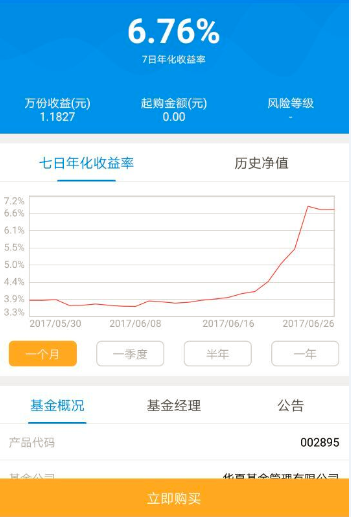 6.76%
7日年化收益率
万份收益(元) 起购金额(元) 风险等级
1.1827 0.00 -
七日年化收益率 历史净值
7.2%
6.6%
6.1%
5.5%
5.0%
4.4%
3.9%
3.3%
2017/05/30 2017/06/08 2017/06/16 2017/06/26
一个月 一季度 半年 一年
基金概况 基金经理 公告
产品代码 002895
基金公司 华夏基金管理有限公司
立即购买